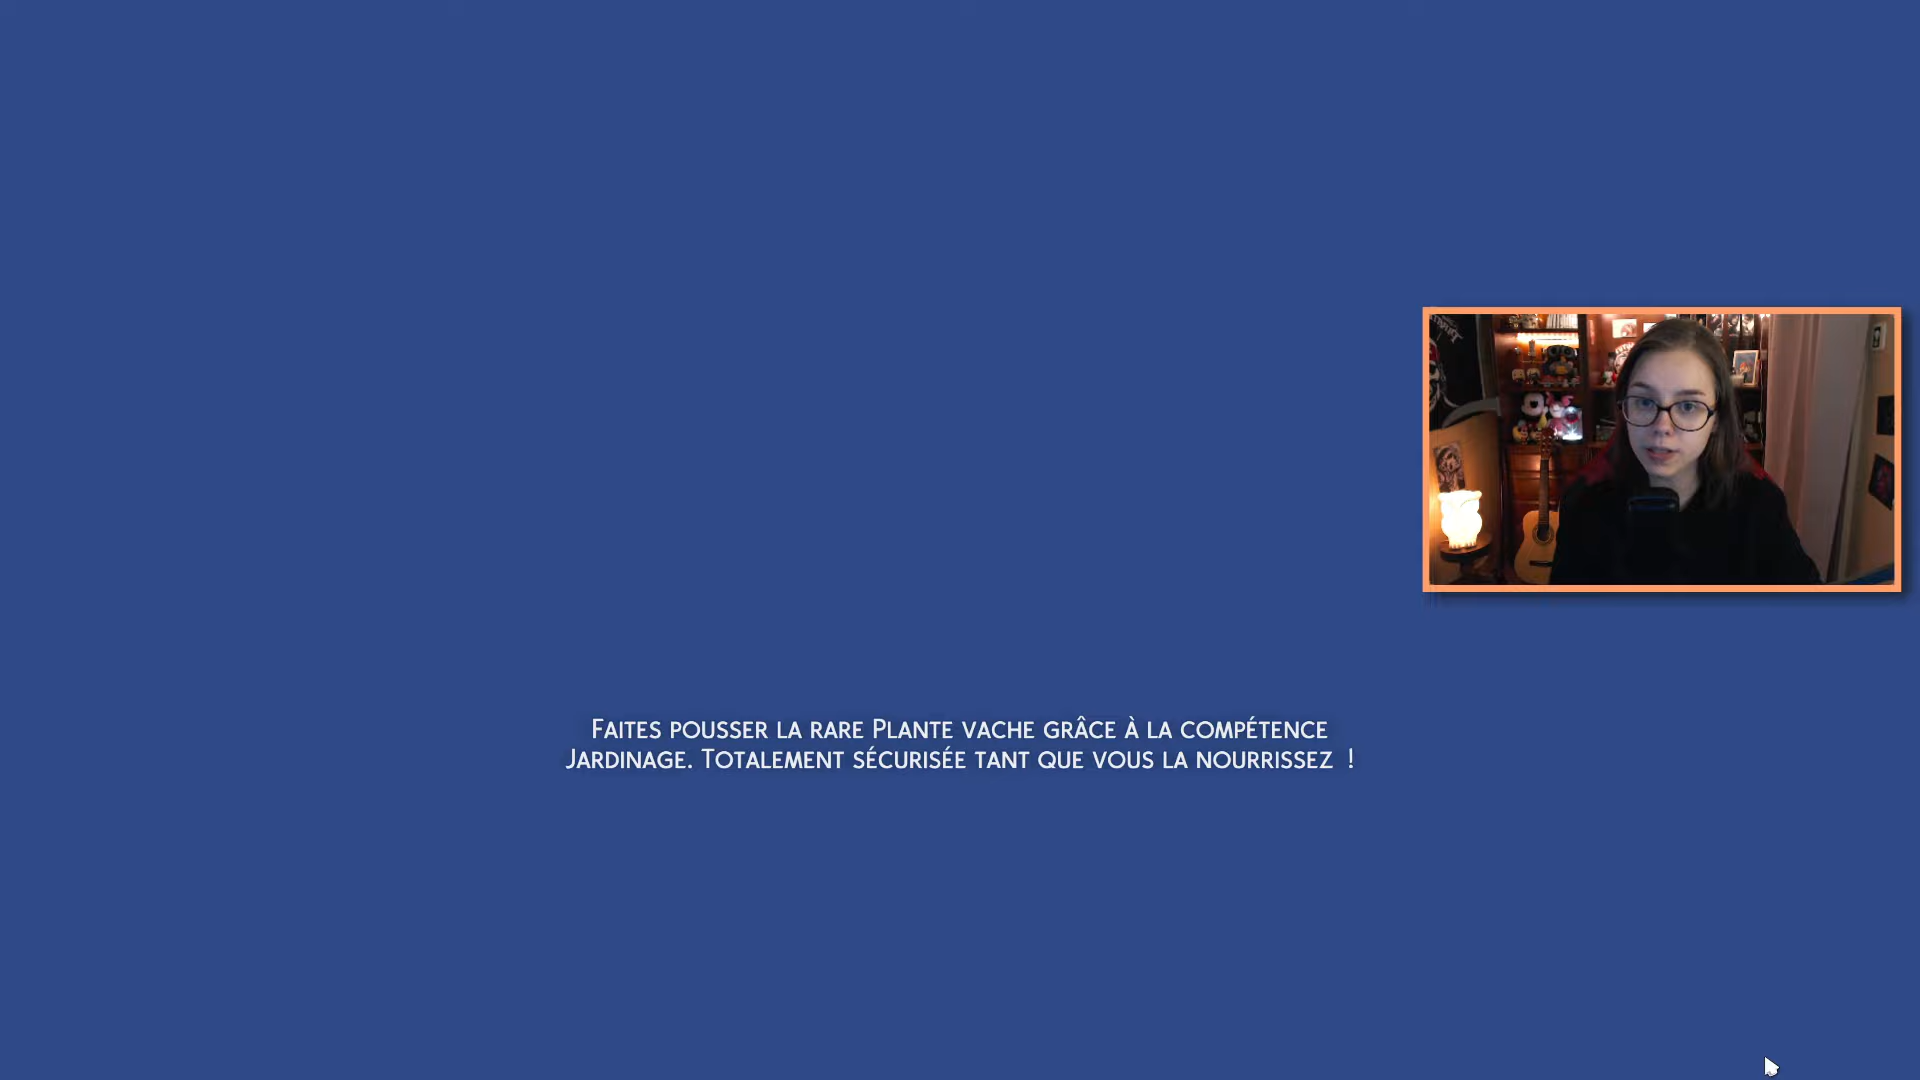 Faites pousser la rare Plante vache grâce à la compétence
Jardinage. Totalement sécurisée tant que vous la nourrissez !